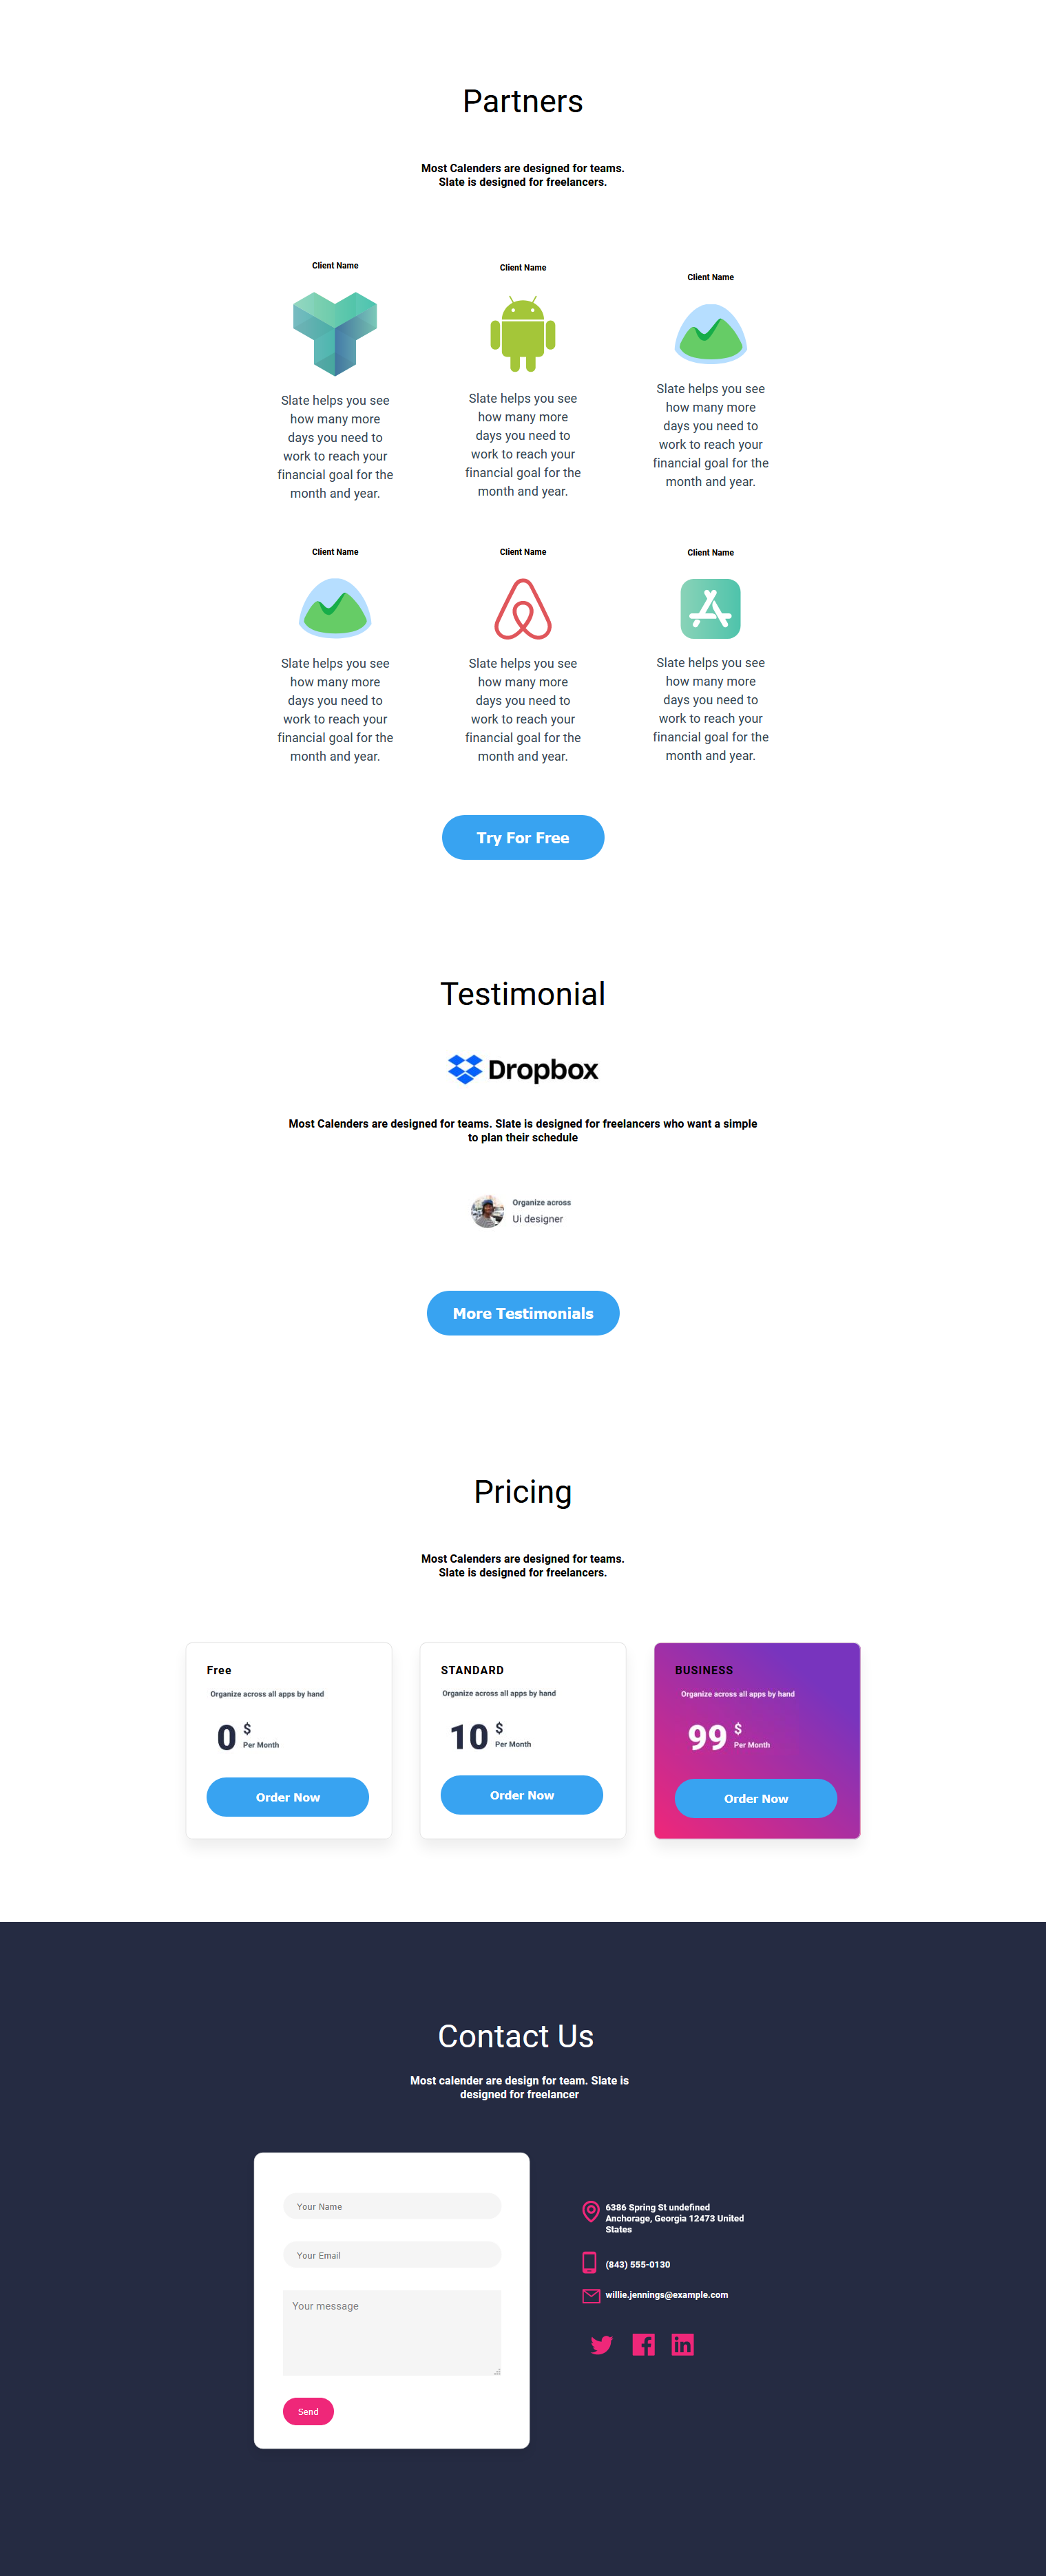 Partners
Most Calenders are designed for teams.
Slate is designed for freelancers.
Client Name
Slate helps you see
how many more
days you need to
work to reach your
financial goal for the
month and year.
Client Name
Slate helps you see
how many more
days you need to
work to reach your
financial goal for the
month and year.
Client Name
Slate helps you see
how many more
days you need to
work to reach your
financial goal for the
month and year.
Client Name
Slate helps you see
how many more
days you need to
work to reach your
financial goal for the
month and year.
Client Name
Slate helps you see
how many more
days you need to
work to reach your
financial goal for the
month and year.
Client Name
Slate helps you see
how many more
days you need to
work to reach your
financial goal for the
month and year.
Try For Free
Testimonial
Dropbox
Most Calenders are designed for teams. Slate is designed for freelancers who want a simple
to plan their schedule
Organize across
Ui designer
More Testimonials
Pricing
Most Calenders are designed for teams.
Slate is designed for freelancers.
Free
Organize across all apps by hand
0 $
Per Month
Order Now
STANDARD
Organize across all apps by hand
10 $
Per Month
Order Now
BUSINESS
Organize across all apps by hand
99 $
Per Month
Order Now
Contact Us
Most calender are design for team. Slate is
designed for freelancer
Your Name
Your Email
Your message
Send
6386 Spring St undefined
Anchorage, Georgia 12473 United
States
(843) 555-0130
willie.jennings@example.com